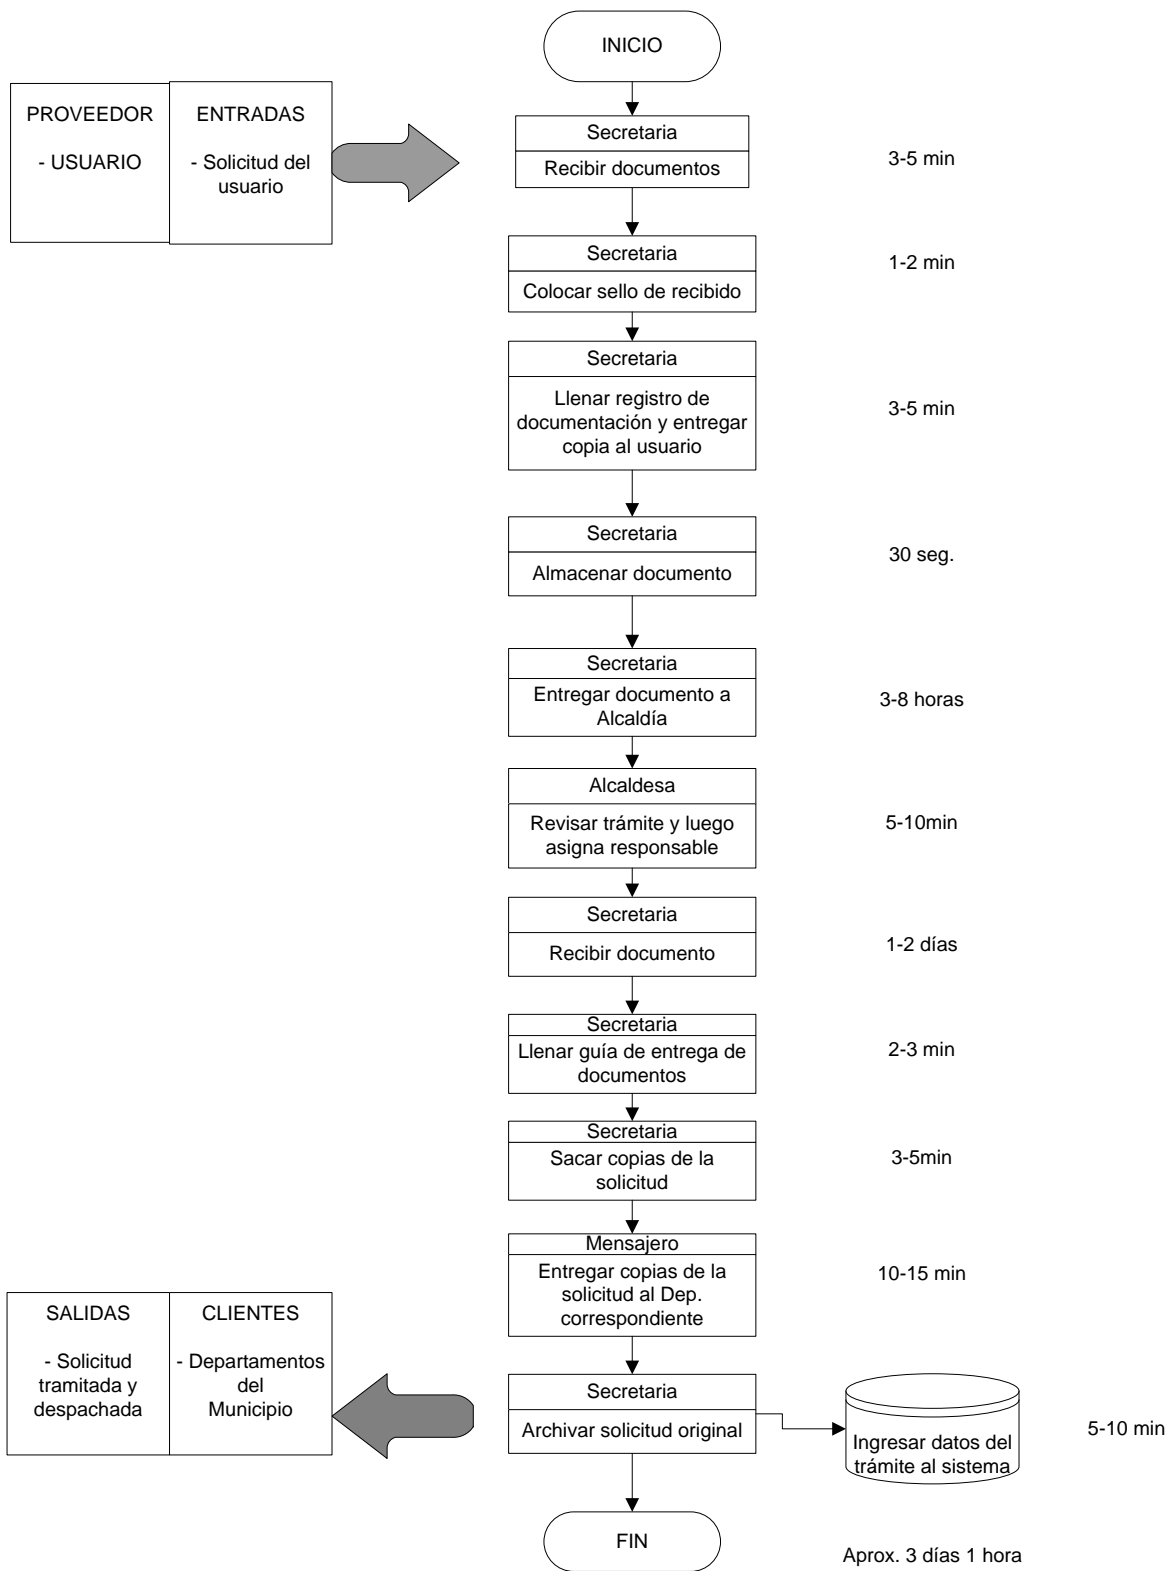 INICIO
PROVEEDOR
- USUARIO
ENTRADAS
- Solicitud del
usuario
Secretaria
Recibir documentos
3-5 min
Secretaria
Colocar sello de recibido
1-2 min
Secretaria
Llenar registro de
documentación y entregar
copia al usuario
3-5 min
Secretaria
Almacenar documento
30 seg.
Secretaria
Entregar documento a
Alcaldía
3-8 horas
Alcaldesa
Revisar trámite y luego
asigna responsable
5-10min
Secretaria
Recibir documento
1-2 días
Secretaria
Llenar guía de entrega de
documentos
2-3 min
Secretaria
Sacar copias de la
solicitud
3-5min
Mensajero
Entregar copias de la
solicitud al Dep.
correspondiente
10-15 min
SALIDAS
- Solicitud
tramitada y
despachada
CLIENTES
- Departamentos
del
Municipio
Secretaria
Archivar solicitud original
Ingresar datos del
trámite al sistema
5-10 min
FIN
Aprox. 3 días 1 hora